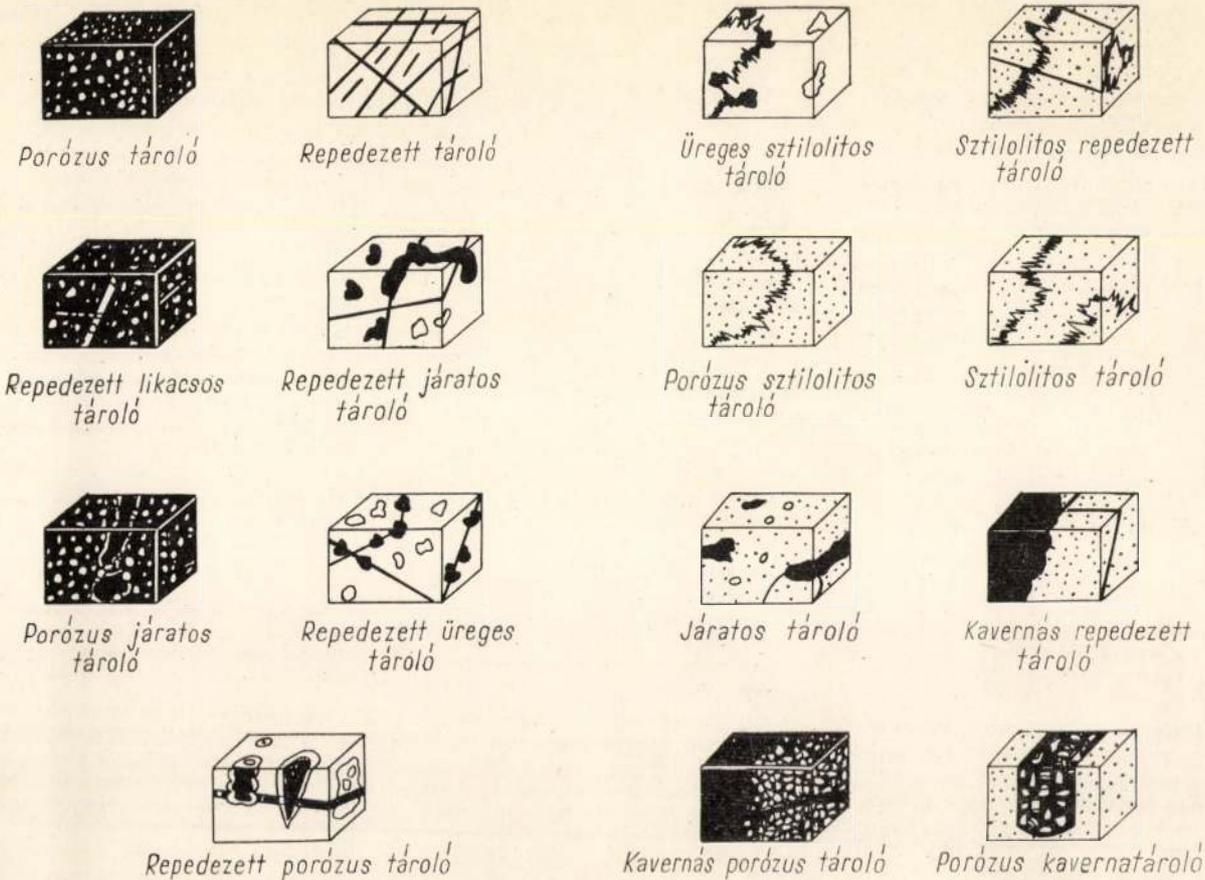 Porózus tároló
Repedezett tároló
Üreges sztilolitos
tároló
Sztilolitos repedezett
tároló
Repedezett likacsos
tároló
Repedezett járatos
tároló
Porózus sztilolitos
tároló
Sztilolitos tároló
Porózus járatos
tároló
Repedezett üreges
tároló
Járatos tároló
Kavernás repedezett
tároló
Repedezett porózus tároló
Kavernás porózus tároló
Porózus kavernatároló